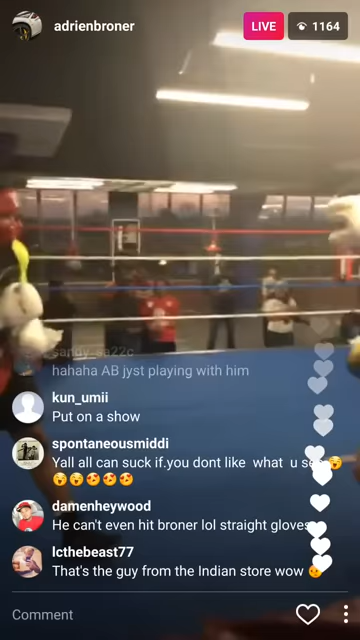 adrienbroner
LIVE
1164
sandy_sa22c
hahaha AB jyst playing with him
kun_umii
Put on a show
spontaneousmiddi
Yall all can suck if.you dont like what u se
damenheywood
He can't even hit broner lol straight gloves
lcthebeast77
That's the guy from the Indian store wow
Comment